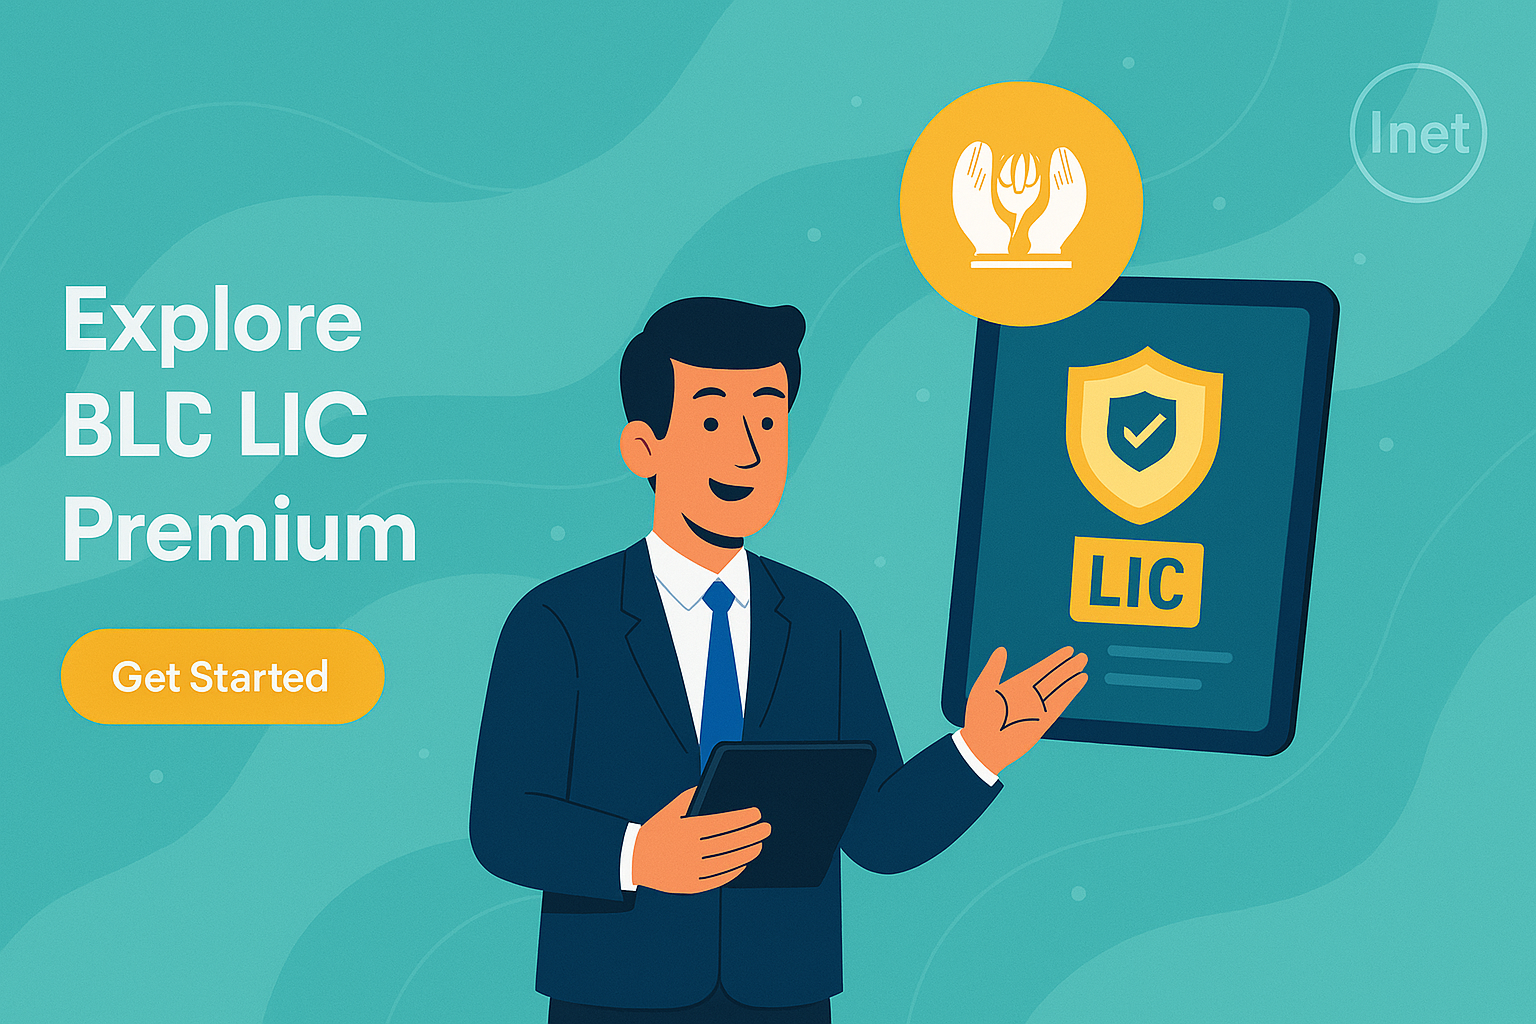 Explore
BLC LIC
Premium
Get Started
LIC
Inet